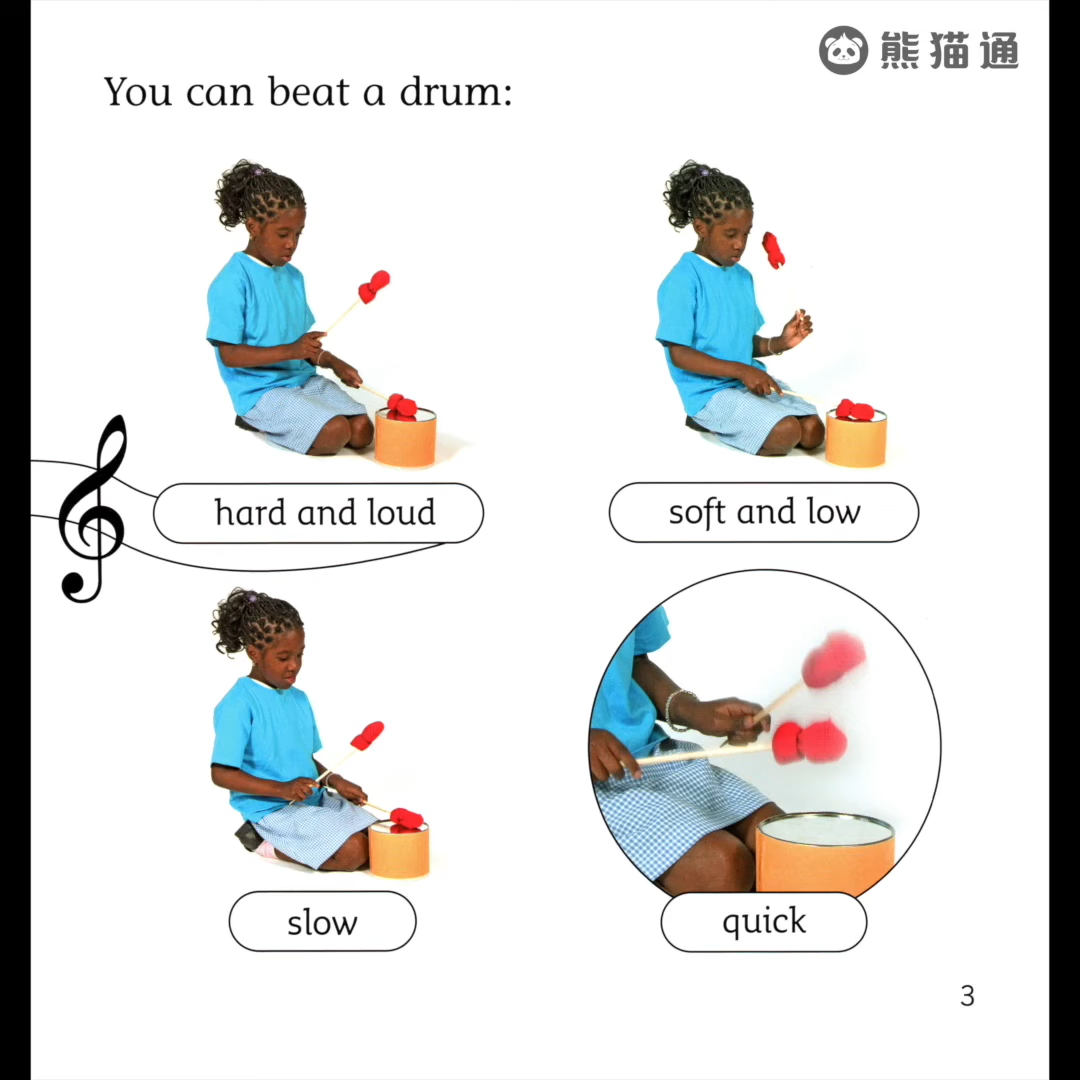 熊猫通
You can beat a drum:
hard and loud
soft and low
slow
quick
3